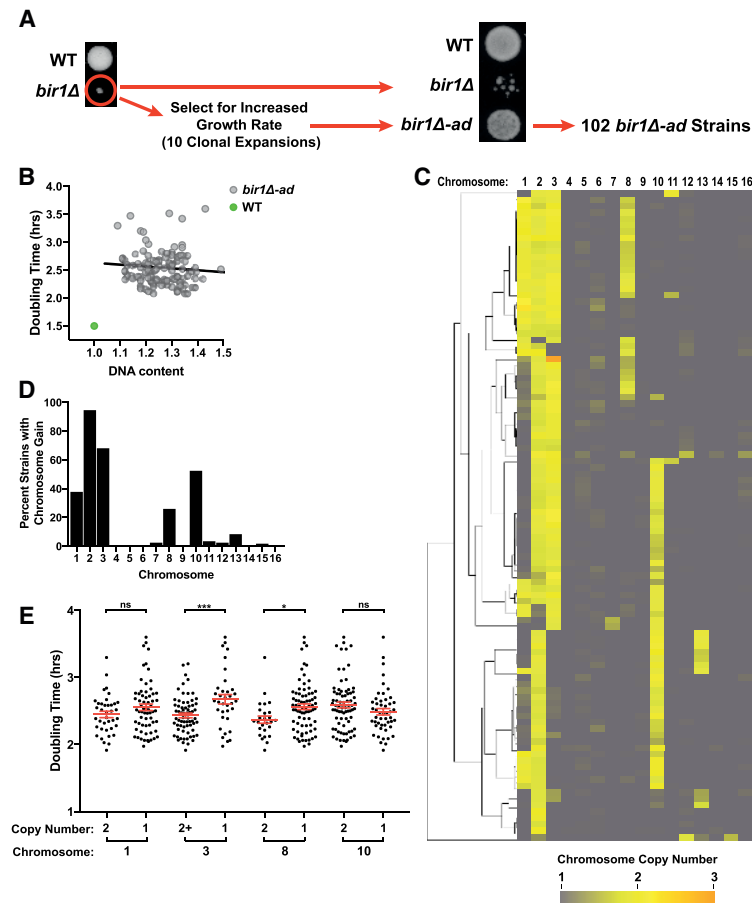 A
WT
bir1Δ
Select for Increased
Growth Rate
(10 Clonal Expansions)
WT
bir1Δ
bir1Δ-ad
102 bir1Δ-ad Strains
B
Doubling Time (hrs)
4.0
3.5
3.0
2.5
2.0
1.5
1.0 1.1 1.2 1.3 1.4 1.5
DNA content
bir1Δ-ad
WT
C
Chromosome: 1 2 3 4 5 6 7 8 9 10 11 12 13 14 15 16
D
Percent Strains with
Chromosome Gain
100
80
60
40
20
0
1 2 3 4 5 6 7 8 9 10 11 12 13 14 15 16
Chromosome
E
Doubling Time (hrs)
4
3
2
1
ns *** * ns
Copy Number: 2 1 2+ 1 2 1 2 1
Chromosome: 1 3 8 10
Chromosome Copy Number
1 2 3